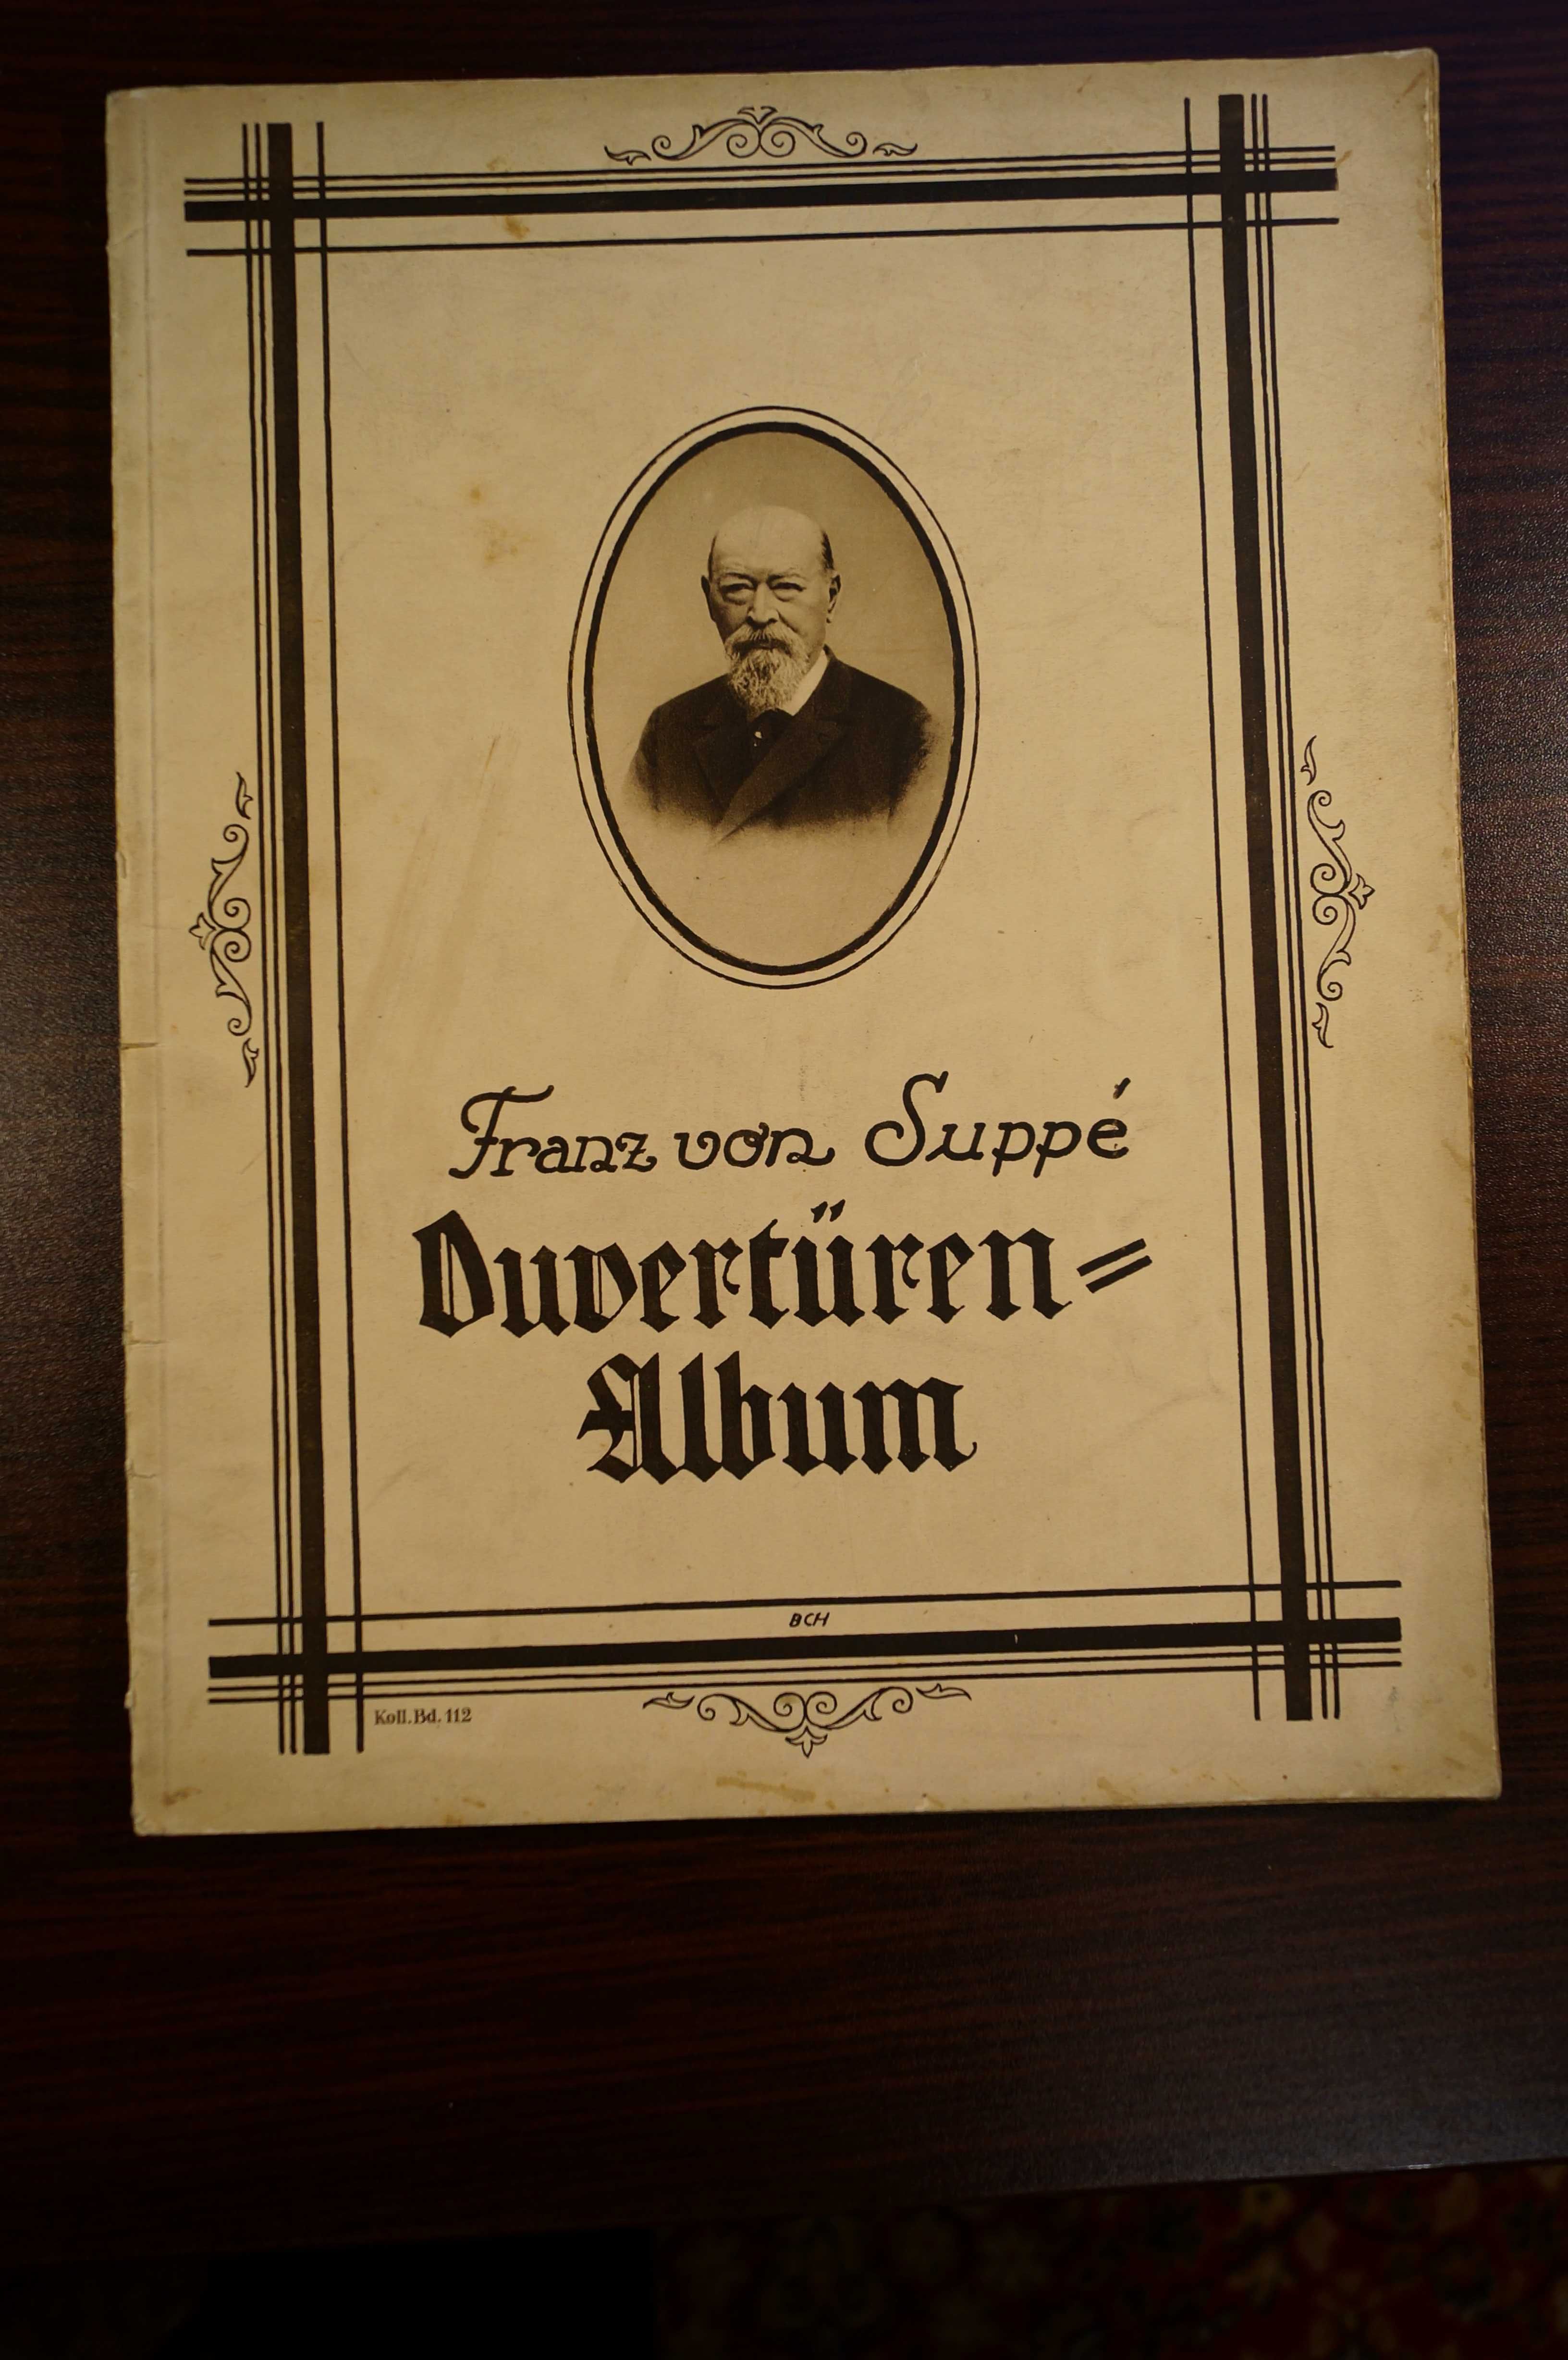 Franz von Suppé
Ouvertüren=
Album
BCH
Koll. Bd. 112